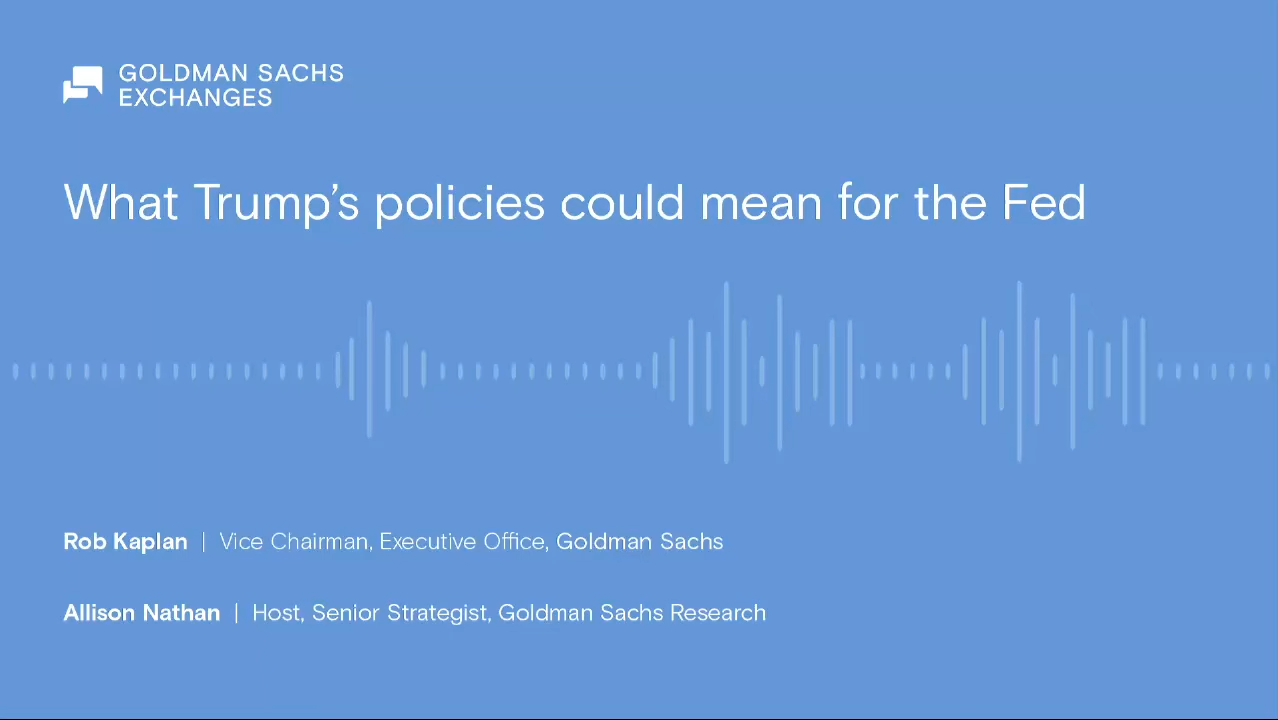 GOLDMAN SACHS
EXCHANGES
What Trump’s policies could mean for the Fed
Rob Kaplan | Vice Chairman, Executive Office, Goldman Sachs
Allison Nathan | Host, Senior Strategist, Goldman Sachs Research